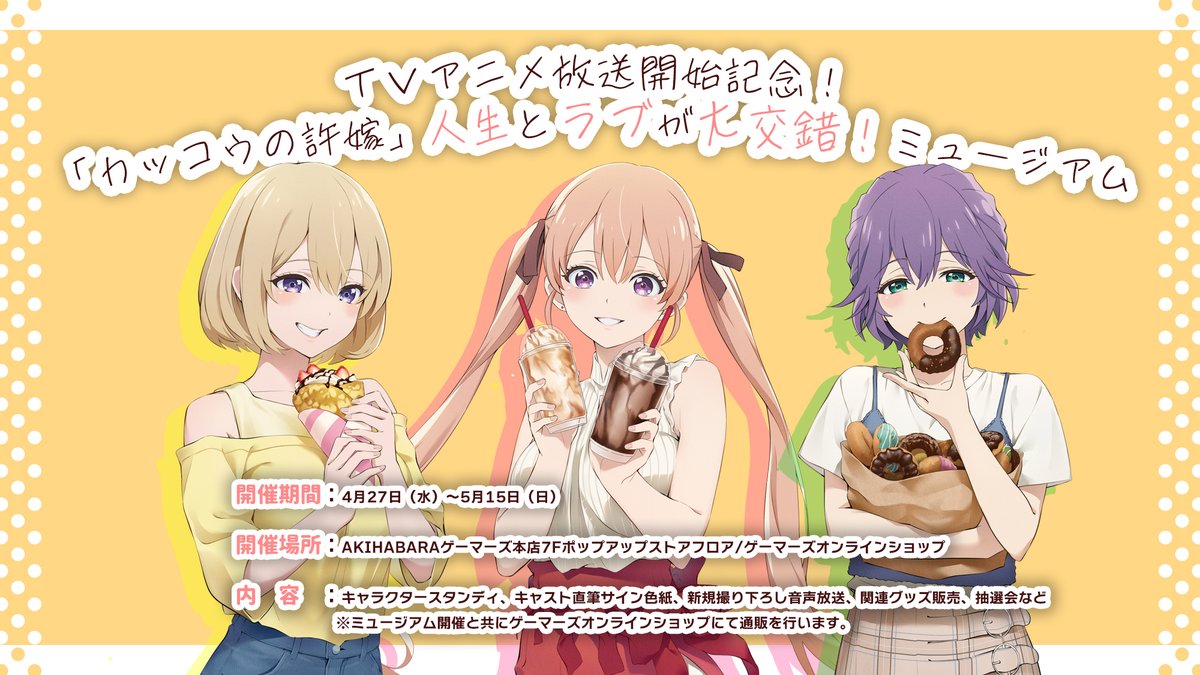 TVアニメ放送開始記念！
「カッコウの許嫁」人生とラブが大交錯！ミュージアム
開催期間：4月27日（水）～5月15日（日）
開催場所：AKIHABARAゲーマーズ本店7Fポップアップストアフロア/ゲーマーズオンラインショップ
内　容　：キャラクタースタンディ、キャスト直筆サイン色紙、新規撮り下ろし音声放送、関連グッズ販売、抽選会など
※ミュージアム開催と共にゲーマーズオンラインショップにて通販を行います。